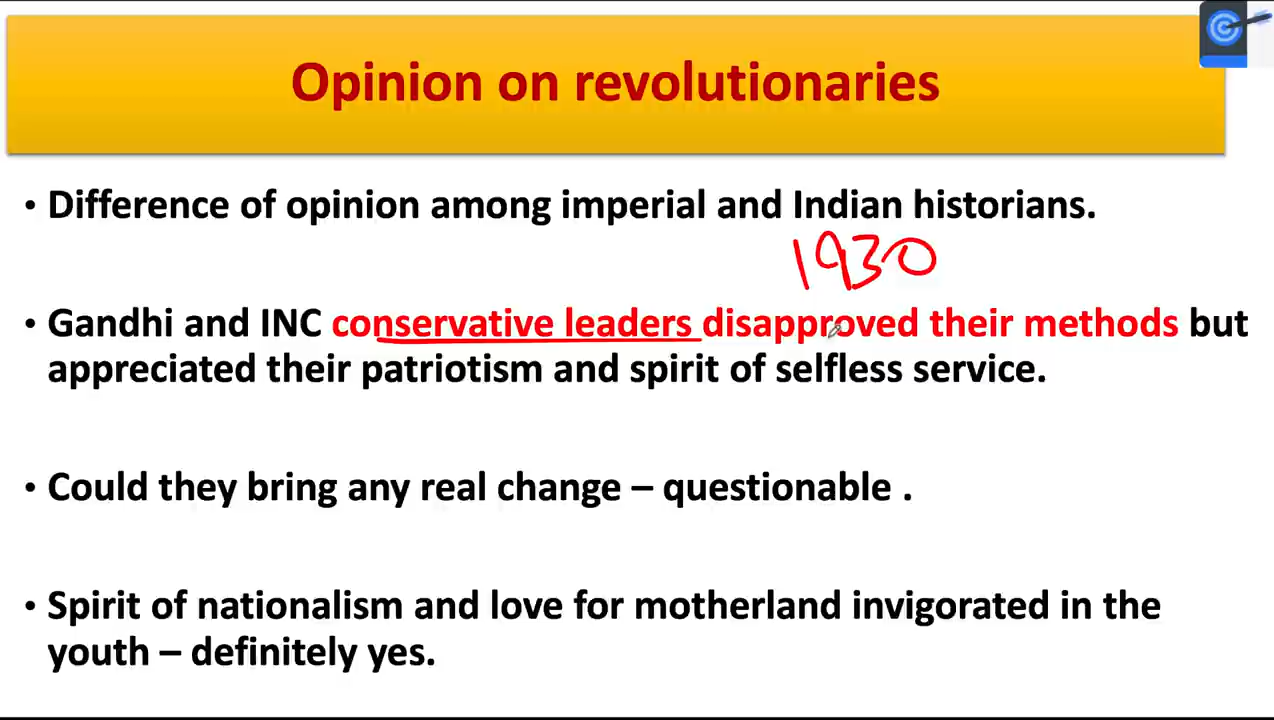 Opinion on revolutionaries
• Difference of opinion among imperial and Indian historians.
1930
• Gandhi and INC conservative leaders disapproved their methods but
appreciated their patriotism and spirit of selfless service.
• Could they bring any real change – questionable .
• Spirit of nationalism and love for motherland invigorated in the
youth – definitely yes.